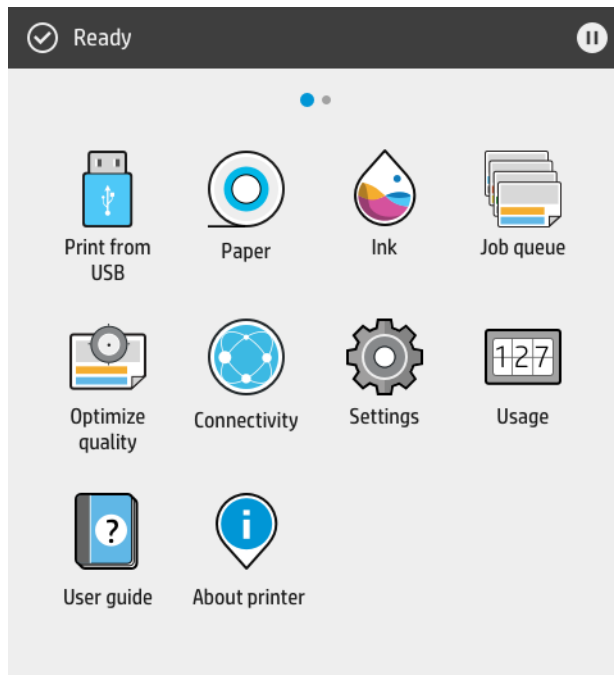 Ready
Print from
USB
Paper
Ink
Job queue
Optimize
quality
Connectivity
Settings
127
Usage
?
User guide
i
About printer